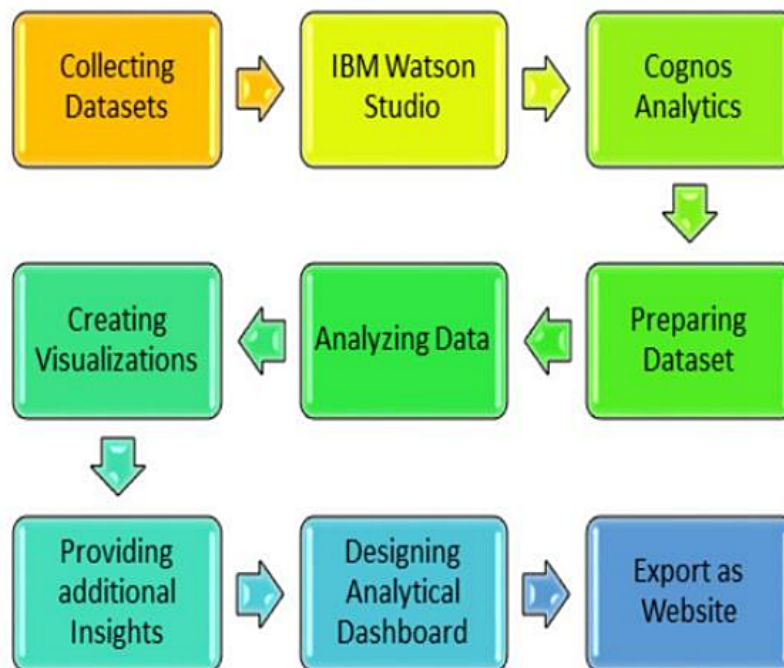 Collecting
Datasets
IBM Watson
Studio
Cognos
Analytics
Preparing
Dataset
Analyzing Data
Creating
Visualizations
Providing
additional
Insights
Designing
Analytical
Dashboard
Export as
Website